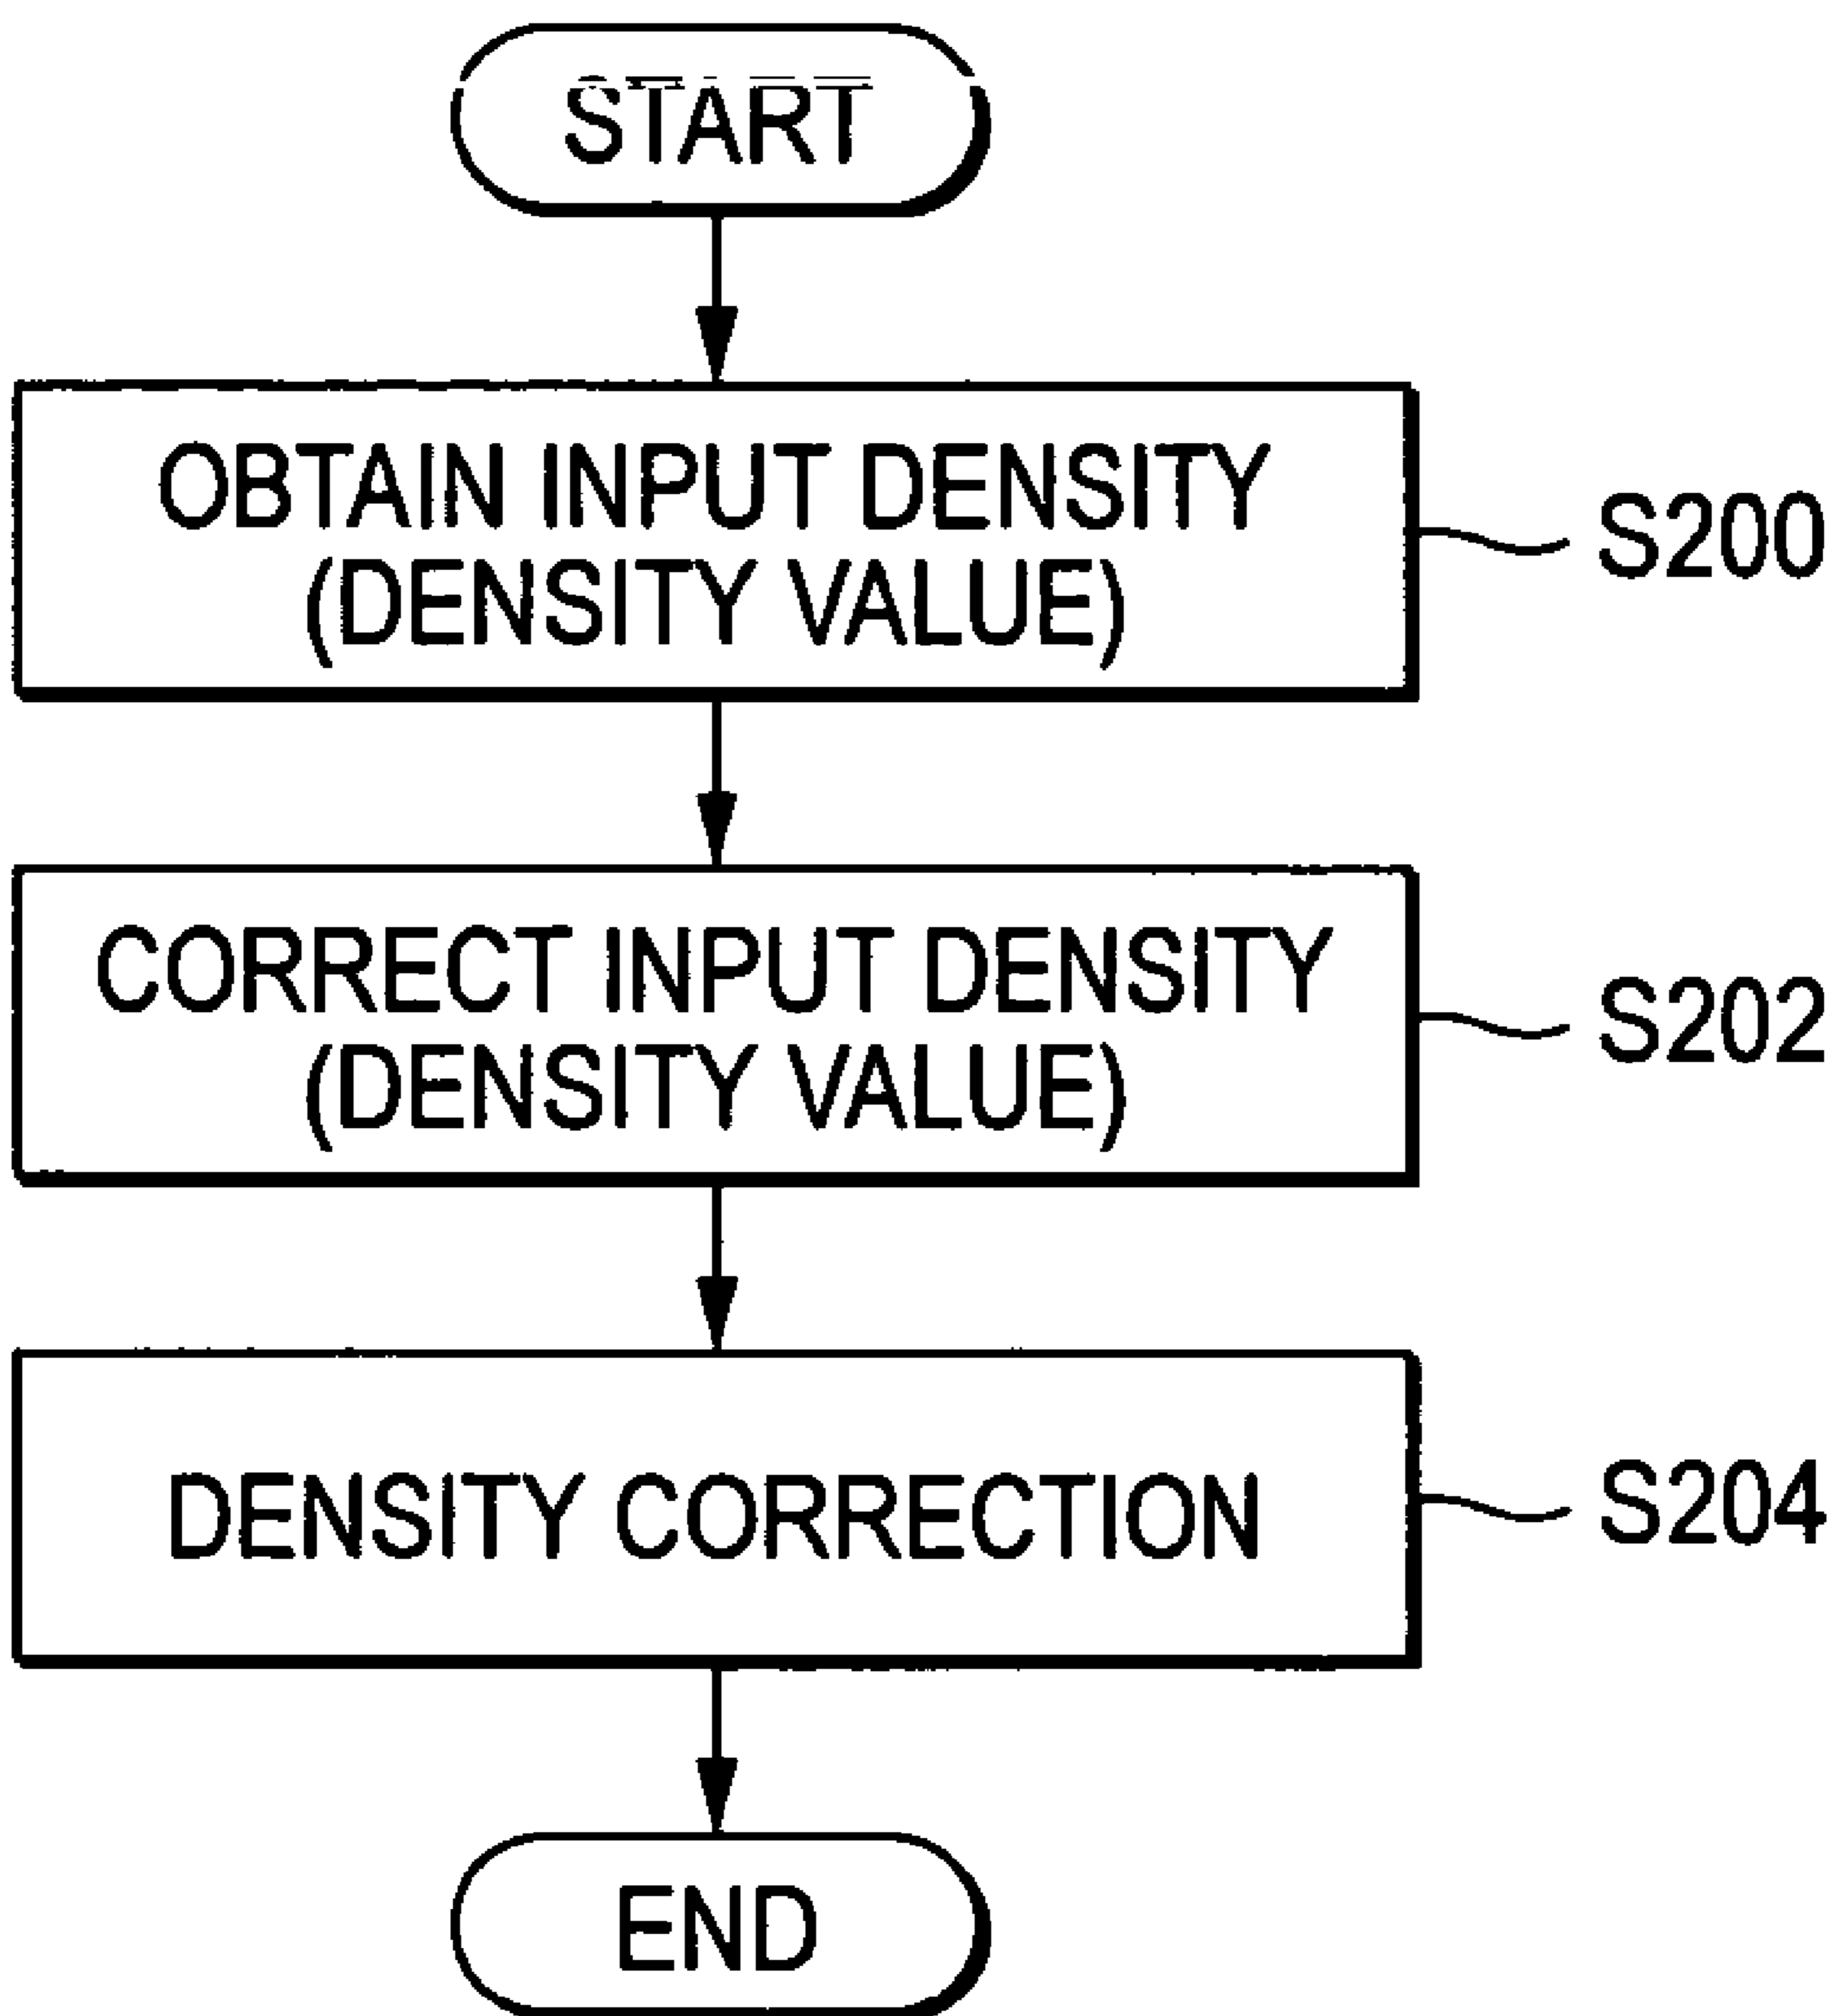 START
OBTAIN INPUT DENSITY
(DENSITY VALUE)
S200
CORRECT INPUT DENSITY
(DENSITY VALUE)
S202
DENSITY CORRECTION
S204
END